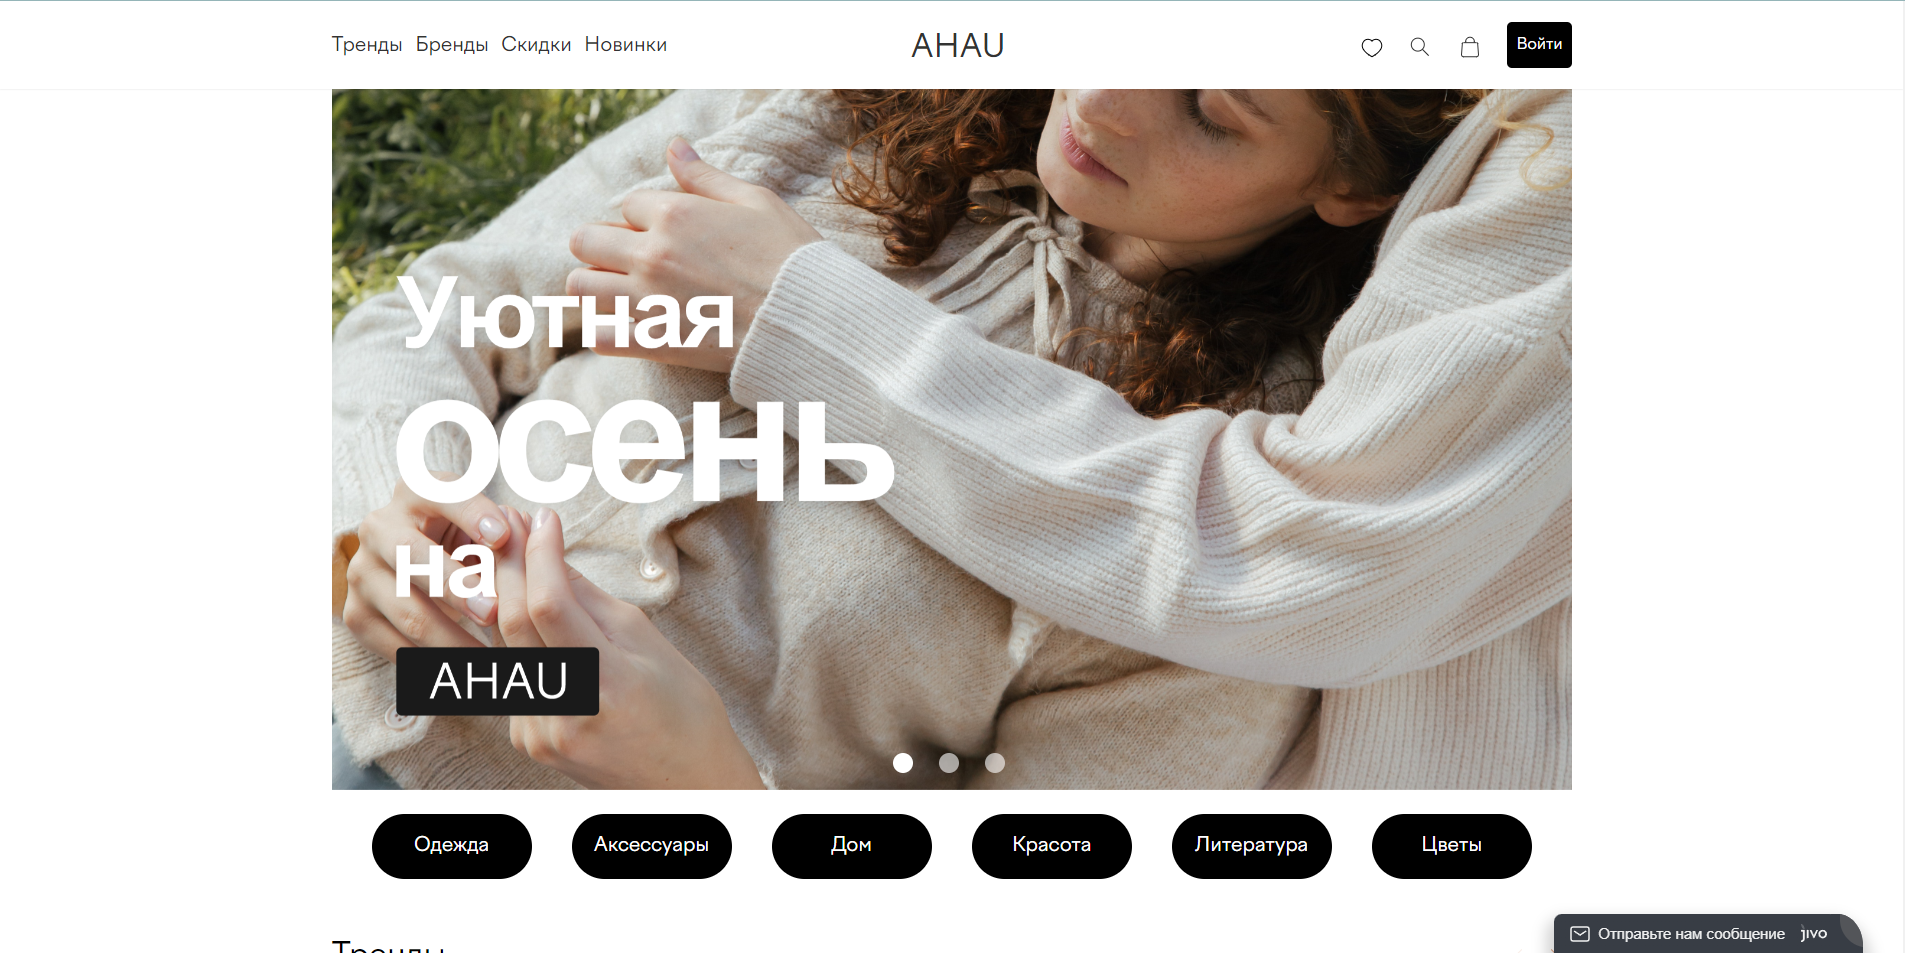 Тренды Бренды Скидки Новинки
AHAU
Войти
Уютная
осень
на
AHAU
Одежда
Аксессуары
Дом
Красота
Литература
Цветы
Тренды
Отправьте нам сообщение
jivo